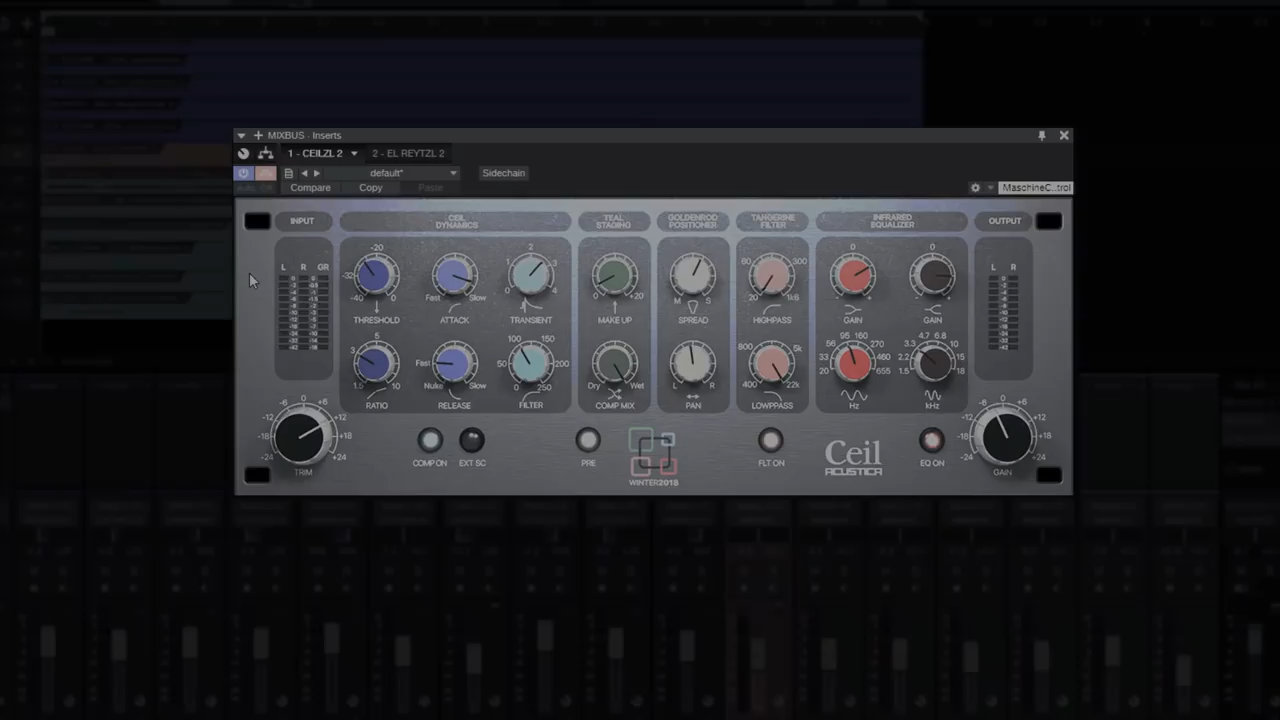 MIXBUS - Inserts
1 - CEILZL 2
2 - EL REYTZL 2
default*
Sidechain
Compare
Copy
Paste
MaschineC..trol
INPUT
CEIL DYNAMICS
TEAL STAGING
GOLDENROD POSITIONER
TANGERINE FILTER
INFRARED EQUALIZER
OUTPUT
L R GR
-20
-32
-40 0
THRESHOLD
Fast Slow
ATTACK
2
1 3
0 4
TRANSIENT
0 +20
MAKE UP
M S
SPREAD
60 300
20 1k6
HIGHPASS
0
- +
GAIN
0
- +
GAIN
L R
6
3
1.5 10
RATIO
Fast
Nuke Slow
RELEASE
100 150
50 200
0 250
FILTER
Dry Wet
COMP MIX
L R
PAN
800 5k
400 22k
LOWPPASS
95 160
56 270
33 460
20 655
Hz
4.7 6.8
3.3 10
2.2 15
1.5 18
kHz
0
-6 +6
-12 +12
-18 +18
-24 +24
TRIM
COMP ON
EXT SC
PRE
WINTER2018
FLT ON
Ceil
ACUSTICA
EQ ON
0
-6 +6
-12 +12
-18 +18
-24 +24
GAIN